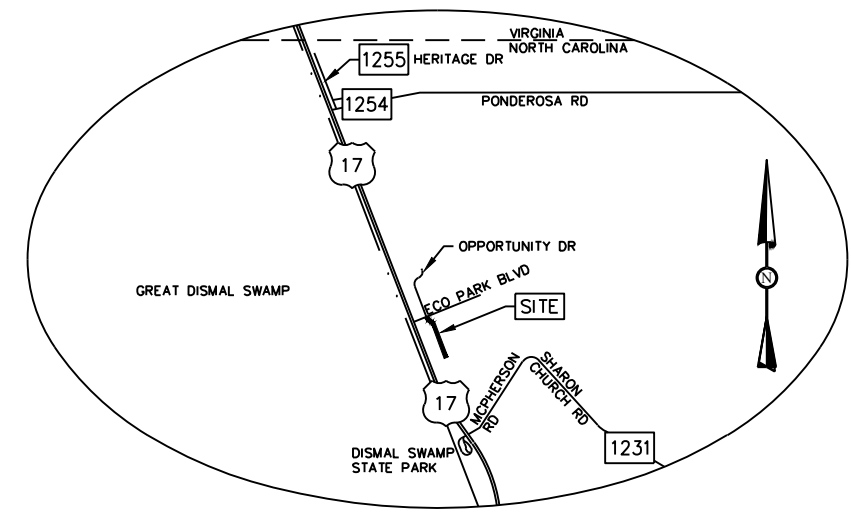 VIRGINIA
NORTH CAROLINA
1255 HERITAGE DR
1254
PONDEROSA RD
17
OPPORTUNITY DR
GREAT DISMAL SWAMP
ECO PARK BLVD
SITE
N
MCPHERSON
RD
SHARON
CHURCH RD
17
1231
DISMAL SWAMP
STATE PARK